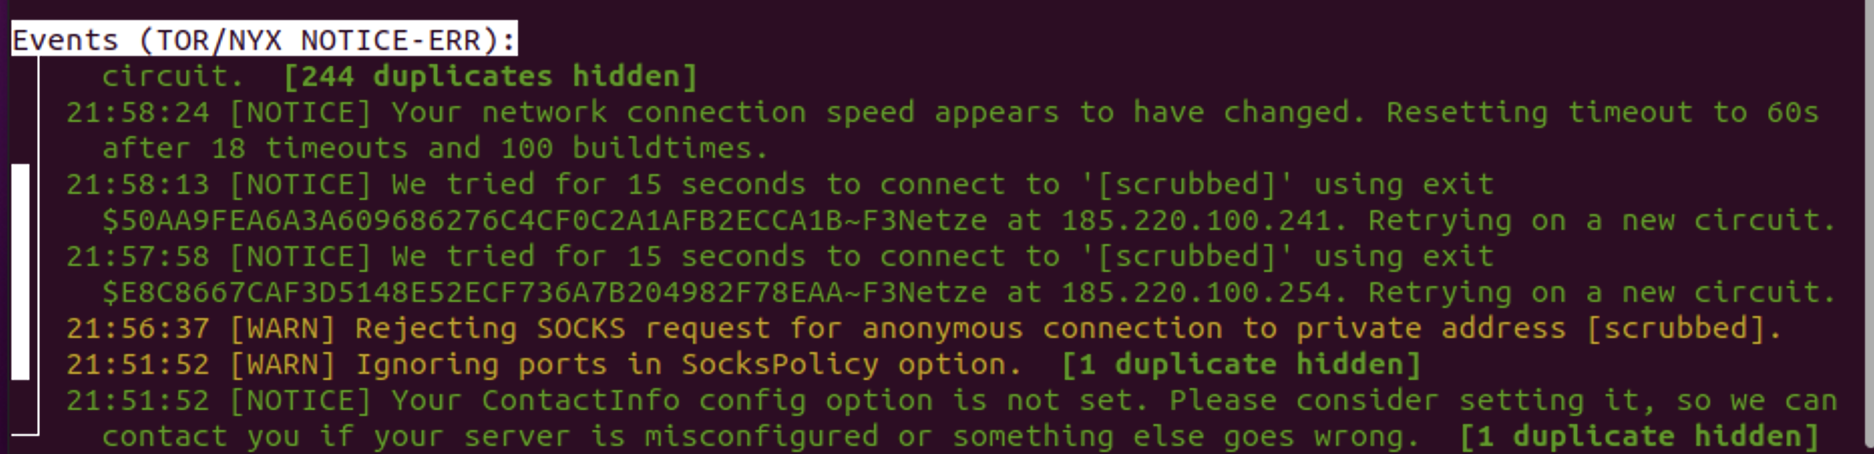 Events (TOR/NYX NOTICE-ERR):
circuit.  [244 duplicates hidden]
21:58:24 [NOTICE] Your network connection speed appears to have changed. Resetting timeout to 60s
after 18 timeouts and 100 buildtimes.
21:58:13 [NOTICE] We tried for 15 seconds to connect to '[scrubbed]' using exit
$50AA9FEA6A3A609686276C4CF0C2A1AFB2ECCA1B~F3Netze at 185.220.100.241. Retrying on a new circuit.
21:57:58 [NOTICE] We tried for 15 seconds to connect to '[scrubbed]' using exit
$E8C8667CAF3D5148E52ECF736A7B204982F78EAA~F3Netze at 185.220.100.254. Retrying on a new circuit.
21:56:37 [WARN] Rejecting SOCKS request for anonymous connection to private address [scrubbed].
21:51:52 [WARN] Ignoring ports in SocksPolicy option.  [1 duplicate hidden]
21:51:52 [NOTICE] Your ContactInfo config option is not set. Please consider setting it, so we can
contact you if your server is misconfigured or something else goes wrong.  [1 duplicate hidden]